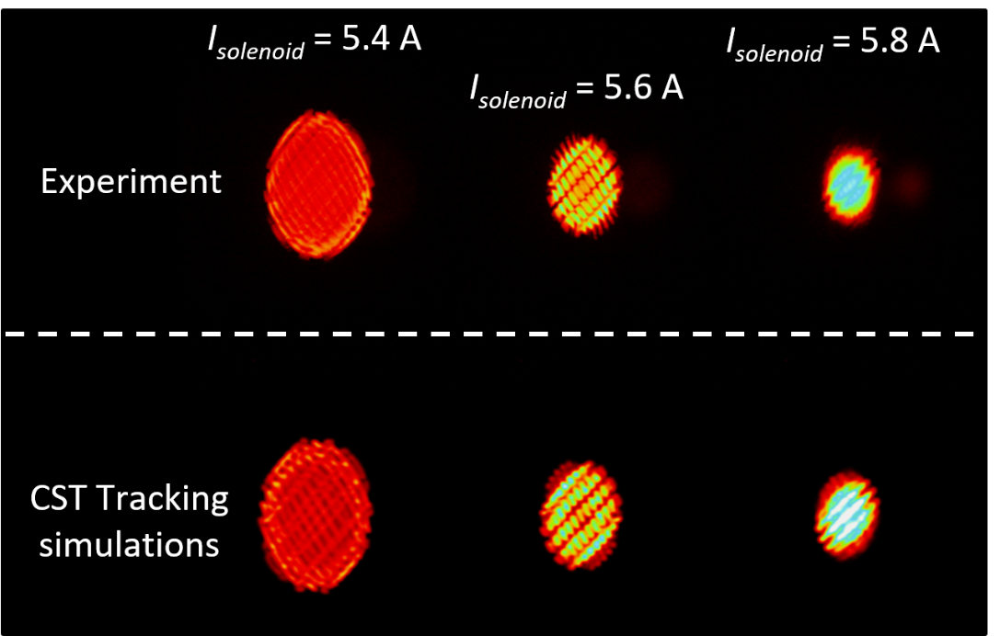 I_solenoid = 5.4 A
I_solenoid = 5.8 A
I_solenoid = 5.6 A
Experiment
CST Tracking
simulations